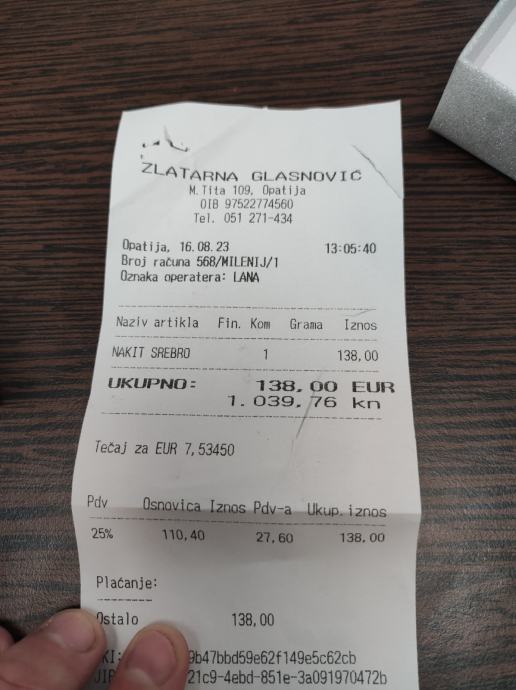 ZLATARNA GLASNOVIĆ
M.Tita 109, Opatija
OIB 97522774560
Tel. 051 271-434
Opatija, 16.08.23 13:05:40
Broj računa 568/MILENIJ/1
Oznaka operatera: LANA
Naziv artikla Fin. Kom Grama Iznos
NAKIT SREBRO 1 138,00
UKUPNO: 138,00 EUR
1.039,76 kn
Tečaj za EUR 7,53450
Pdv Osnovica Iznos Pdv-a Ukup.iznos
25% 110,40 27,60 138,00
Plaćanje:
Ostalo 138,00
9b47bbd59e62f149e5c62cb
21c9-4ebd-851e-3a091970472b